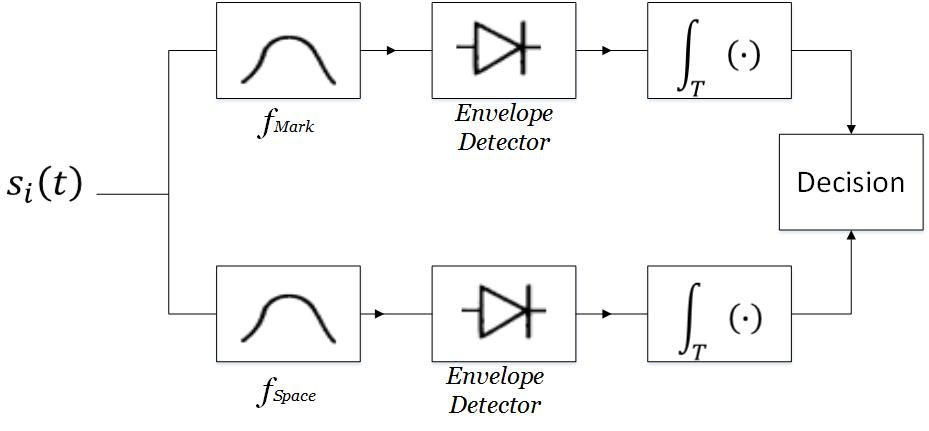 ∫_T (·)
f_Mark
Envelope
Detector
s_i(t)
Decision
∫_T (·)
f_Space
Envelope
Detector